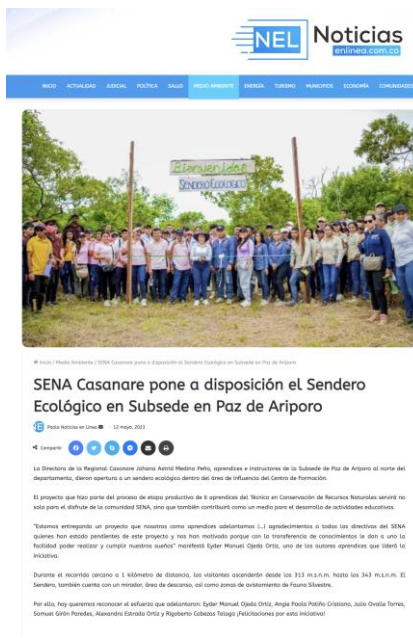 NEL Noticias
enlinea.com.co
INICIO ACTUALIDAD JUDICIAL POLÍTICA SALUD MEDIO AMBIENTE ENERGÍA TURISMO MUNICIPIOS ECONOMÍA COMUNIDADES
Bienvenidos
SENDERO ECOLOGICO
Inicio / Medio Ambiente / SENA Casanare pone a disposición el Sendero Ecológico en Subsede en Paz de Ariporo
SENA Casanare pone a disposición el Sendero
Ecológico en Subsede en Paz de Ariporo
Paola Noticias en Línea 12 mayo, 2023
Compartir
La Directora de la Regional Casanare Johana Astrid Medina Peña, aprendices e instructores de la Subsede de Paz de Ariporo al norte del
departamento, dieron apertura a un sendero ecológico dentro del área de influencia del Centro de Formación.
El proyecto que hizo parte del proceso de etapa productiva de 6 aprendices del Técnico en Conservación de Recursos Naturales servirá no
solo para el disfrute de la comunidad SENA, sino que también contribuirá como un medio para el desarrollo de actividades educativas.
"Estamos entregando un proyecto que nosotros como aprendices adelantamos (…) agradecimientos a todas las directivas del SENA
quienes han estado pendientes de este proyecto y nos han motivado porque con la transferencia de conocimientos le dan a uno la
facilidad poder realizar y cumplir nuestros sueños" manifestó Eyder Manuel Ojeda Ortiz, uno de los autores aprendices que lideró la
iniciativa.
Durante el recorrido cercano a 1 kilómetro de distancia, los visitantes ascenderán desde los 313 m.s.n.m. hasta los 343 m.s.n.m. El
Sendero, también cuenta con un mirador, área de descanso, así como zonas de avistamiento de Fauna Silvestre.
Por ello, hoy queremos reconocer el esfuerzo que adelantaron: Eyder Manuel Ojeda Ortiz, Angie Paola Patiño Cristiano, Julio Ovalle Torres,
Samuel Girón Paredes, Alexandra Estrada Ortiz y Rigoberto Cabezas Talaga ¡Felicitaciones por esta iniciativa!